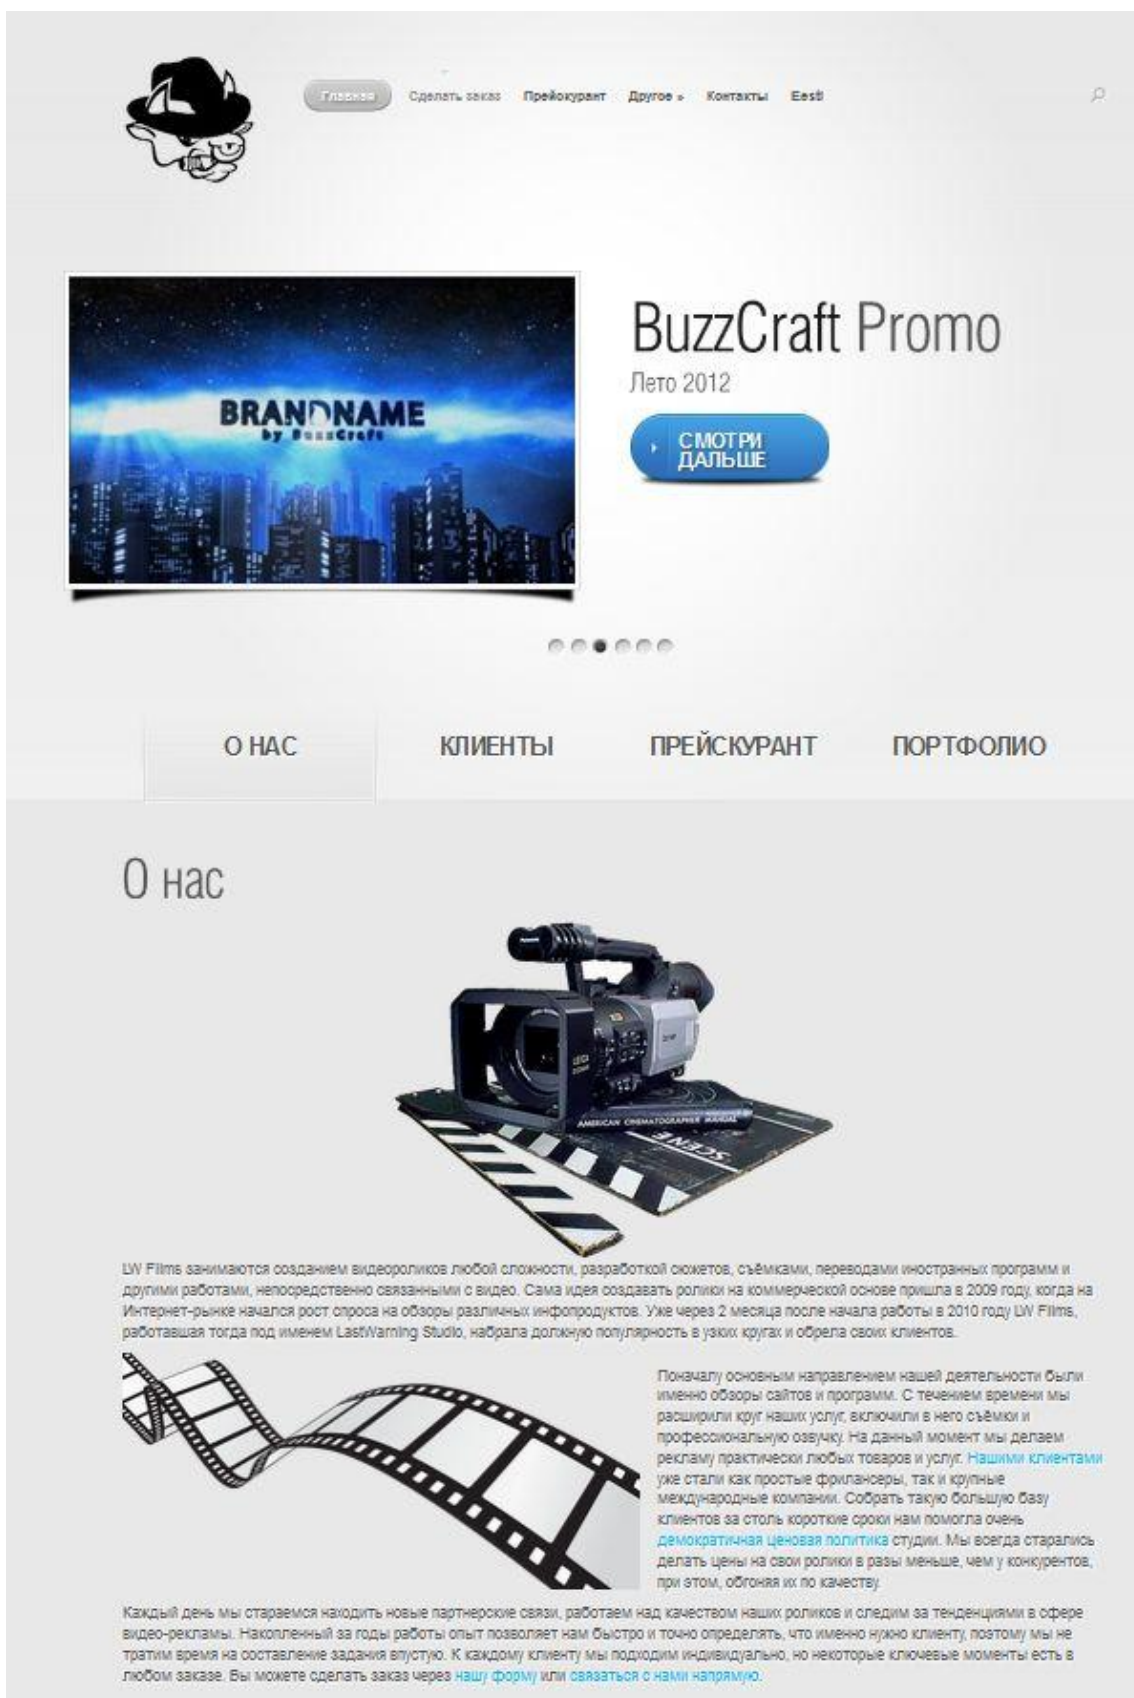 Главная Сделать заказ Прейскурант Другое » Контакты Eesti
BRANDNAME
by BuzzCraft
BuzzCraft Promo
Лето 2012
СМОТРИ
ДАЛЬШЕ
О НАС КЛИЕНТЫ ПРЕЙСКУРАНТ ПОРТФОЛИО
О нас
Panasonic
LEICA
AMERICAN CINEMATOGRAPHER MANUAL
SCENE
LW Films занимаются созданием видеороликов любой сложности, разработкой сюжетов, съёмками, переводами иностранных программ и
другими работами, непосредственно связанными с видео. Сама идея создавать ролики на коммерческой основе пришла в 2009 году, когда на
Интернет-рынке начался рост спроса на обзоры различных инфопродуктов. Уже через 2 месяца после начала работы в 2010 году LW Films,
работавшая тогда под именем LastWarning Studio, набрала должную популярность в узких кругах и обрела своих клиентов.
Поначалу основным направлением нашей деятельности были
именно обзоры сайтов и программ. С течением времени мы
расширили круг наших услуг, включили в него съёмки и
профессиональную озвучку. На данный момент мы делаем
рекламу практически любых товаров и услуг. Нашими клиентами
уже стали как простые фрилансеры, так и крупные
международные компании. Собрать такую большую базу
клиентов за столь короткие сроки нам помогла очень
демократичная ценовая политика студии. Мы всегда старались
делать цены на свои ролики в разы меньше, чем у конкурентов,
при этом, обгоняя их по качеству.
Каждый день мы стараемся находить новые партнерские связи, работаем над качеством наших роликов и следим за тенденциями в сфере
видео-рекламы. Накопленный за годы работы опыт позволяет нам быстро и точно определять, что именно нужно клиенту, поэтому мы не
тратим время на составление задания впустую. К каждому клиенту мы подходим индивидуально, но некоторые ключевые моменты есть в
любом заказе. Вы можете сделать заказ через нашу форму или связаться с нами напрямую.